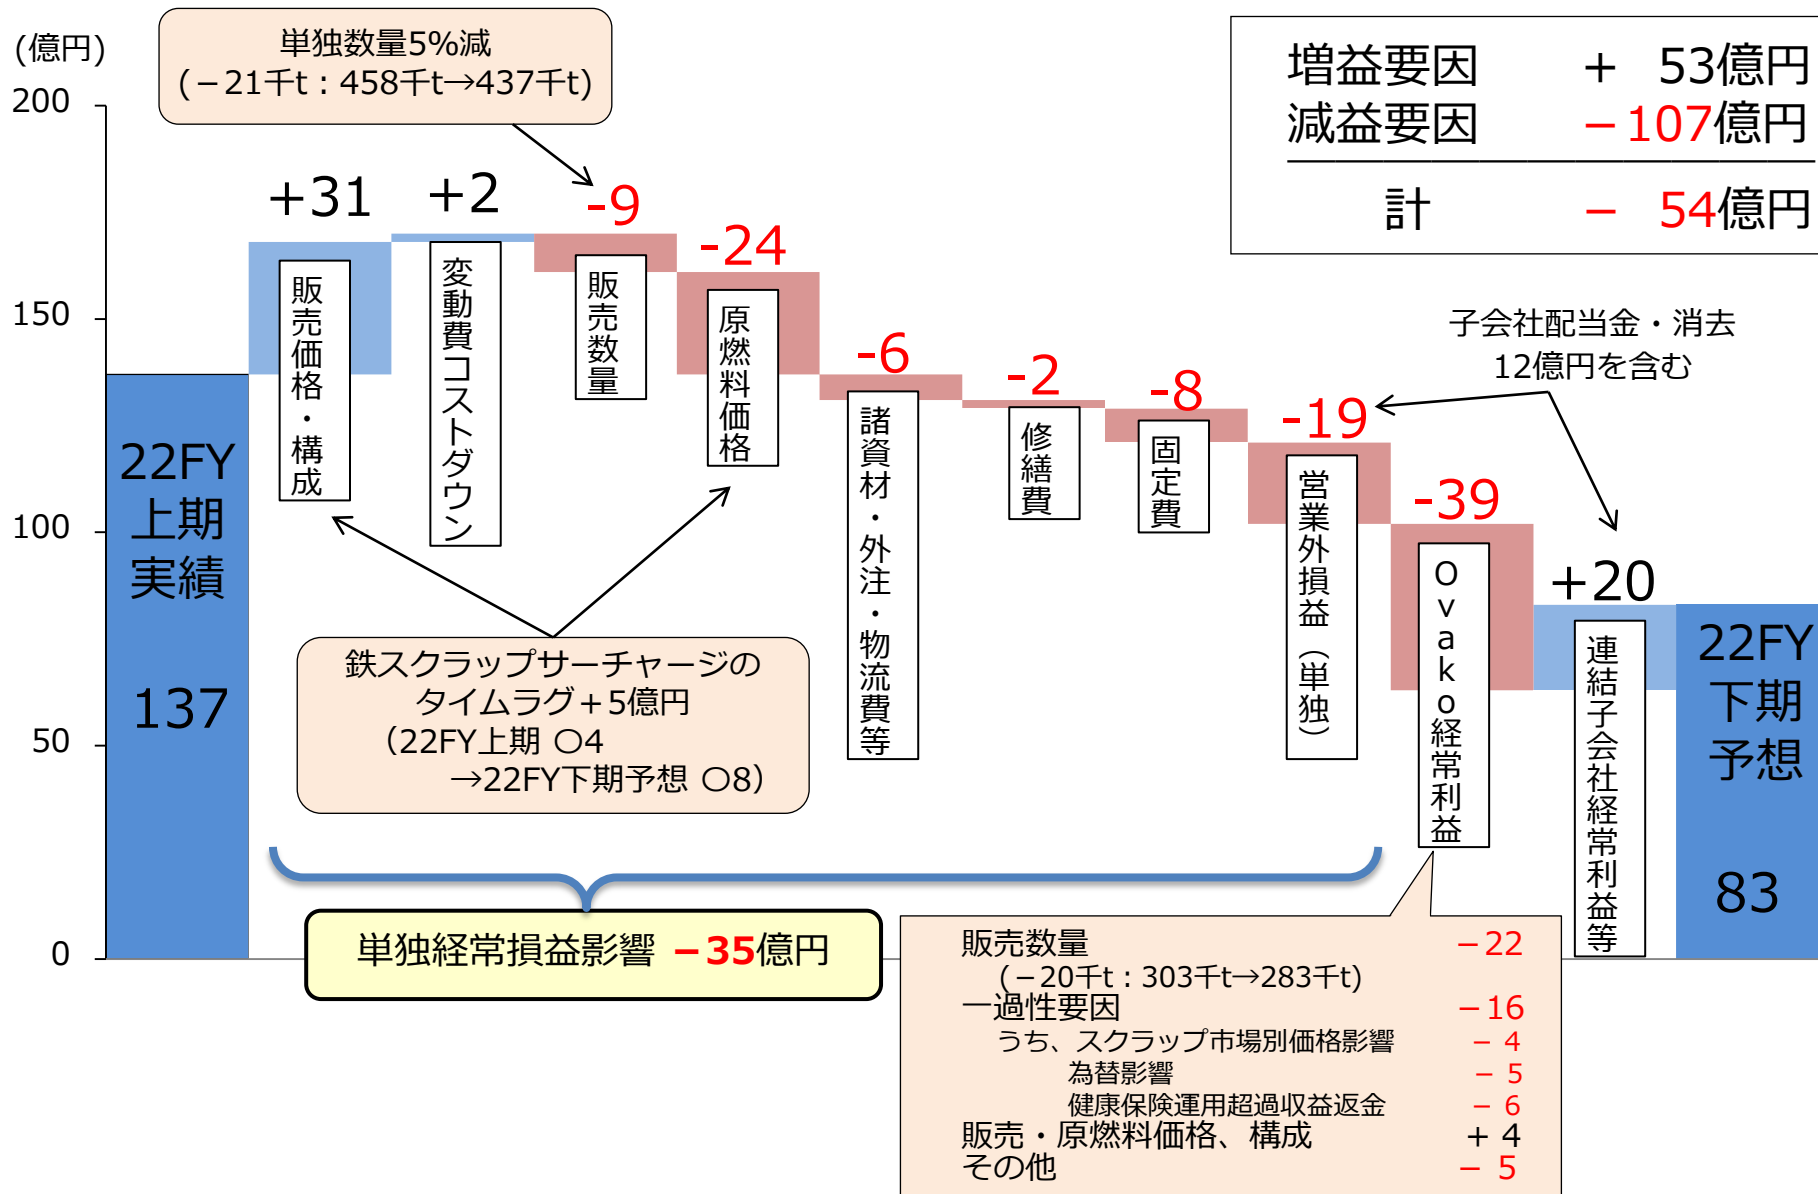 (億円)
単独数量5%減
(－21千t：458千t→437千t)
増益要因 ＋ 53億円
減益要因 －107億円
計 － 54億円
200
150
100
50
0
+31
+2
-9
-24
-6
-2
-8
-19
-39
+20
子会社配当金・消去
12億円を含む
22FY
上期
実績
137
販売価格・構成
変動費コストダウン
販売数量
原燃料価格
諸資材・外注・物流費等
修繕費
固定費
営業外損益（単独）
Ovako経常利益
連結子会社経常利益等
22FY
下期
予想
83
鉄スクラップサーチャージの
タイムラグ＋5億円
（22FY上期 〇4
→22FY下期予想 〇8）
単独経常損益影響 －35億円
販売数量 －22
(－20千t：303千t→283千t)
一過性要因 －16
うち、スクラップ市場別価格影響 － 4
為替影響 － 5
健康保険運用超過収益返金 － 6
販売・原燃料価格、構成 ＋ 4
その他 － 5